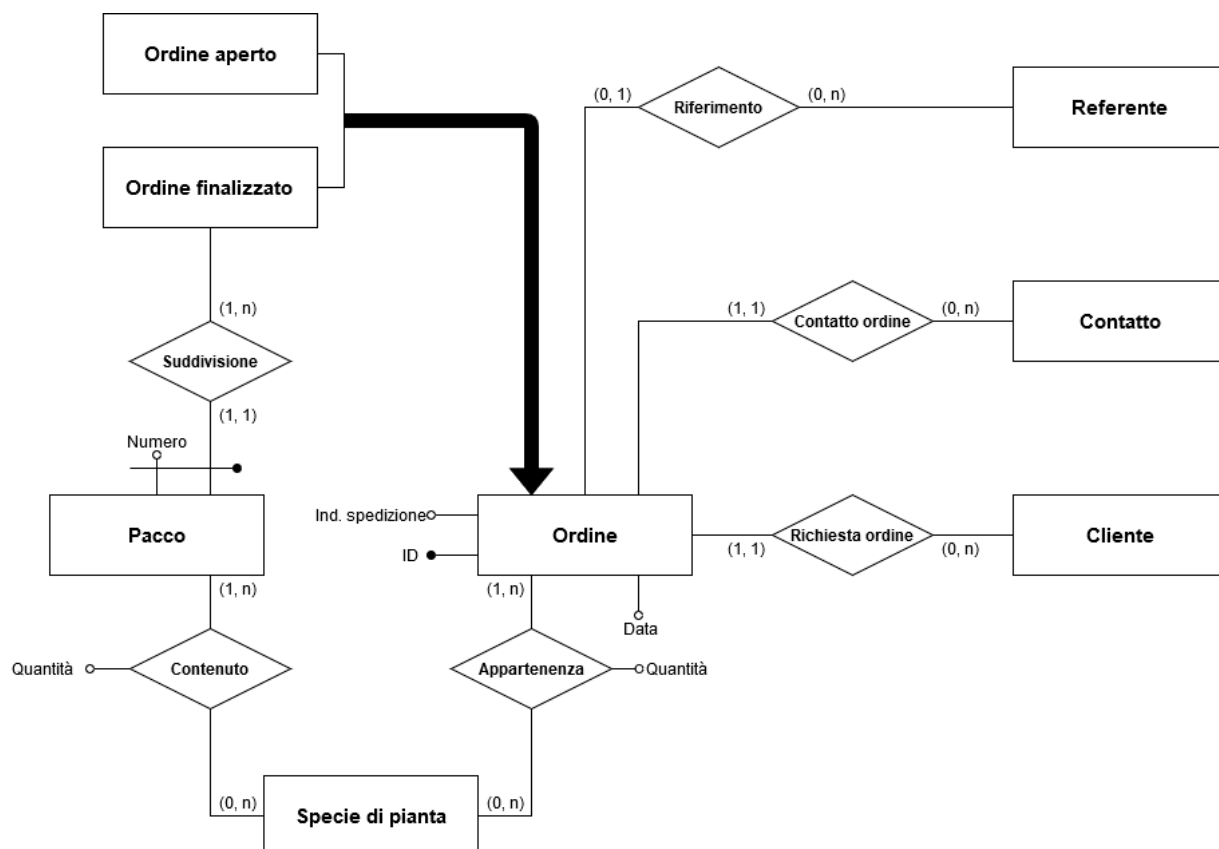 Ordine aperto
(0, 1)
Riferimento
(0, n)
Referente
Ordine finalizzato
(1, n)
Suddivisione
(1, 1)
(1, 1)
Contatto ordine
(0, n)
Contatto
Numero
Pacco
Ind. spedizione
ID
Ordine
(1, 1)
Richiesta ordine
(0, n)
Cliente
(1, n)
(1, n)
Data
Quantità
Contenuto
Appartenenza
Quantità
(0, n)
Specie di pianta
(0, n)